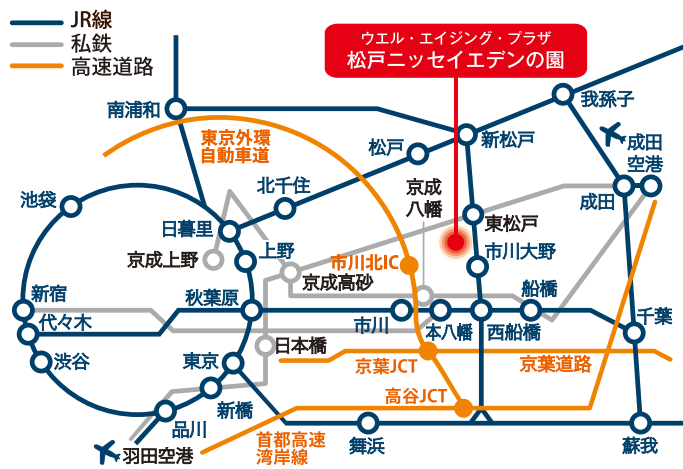 JR線
私鉄
高速道路
ウエル・エイジング・プラザ
松戸ニッセイエデンの園
南浦和
東京外環
自動車道
松戸
新松戸
我孫子
成田
空港
池袋
北千住
京成
八幡
成田
日暮里
東松戸
京成上野
上野
市川北IC
市川大野
京成高砂
新宿
秋葉原
船橋
代々木
市川
本八幡
西船橋
千葉
渋谷
東京
日本橋
京葉JCT
京葉道路
新橋
高谷JCT
品川
羽田空港
首都高速
湾岸線
舞浜
蘇我